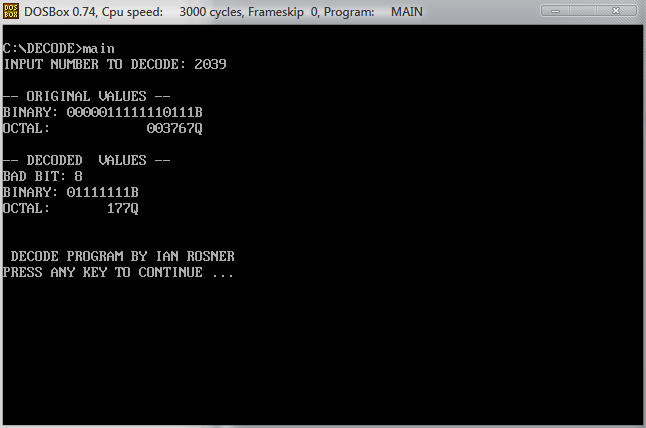 DOSBox 0.74, Cpu speed: 3000 cycles, Frameskip 0, Program: MAIN
C:\DECODE>main
INPUT NUMBER TO DECODE: 2039
-- ORIGINAL VALUES --
BINARY: 0000011111110111B
OCTAL: 003767Q
-- DECODED  VALUES --
BAD BIT: 8
BINARY: 01111111B
OCTAL: 177Q
DECODE PROGRAM BY IAN ROSNER
PRESS ANY KEY TO CONTINUE ...